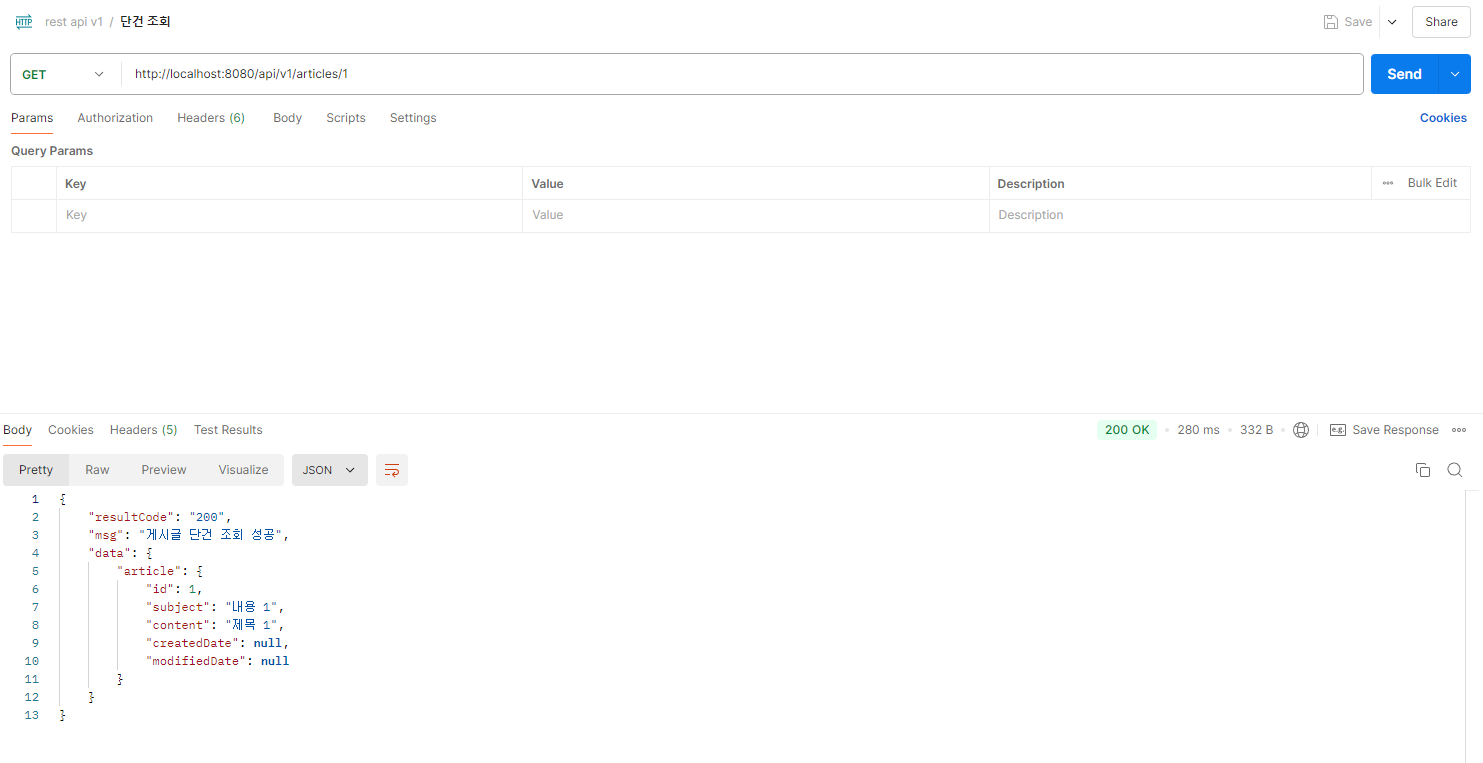 HTTP rest api v1 / 단건 조회 Save Share
GET http://localhost:8080/api/v1/articles/1 Send
Params Authorization Headers (6) Body Scripts Settings Cookies
Query Params
Key Value Description Bulk Edit
Key Value Description
Body Cookies Headers (5) Test Results 200 OK 280 ms 332 B e.g. Save Response
Pretty Raw Preview Visualize JSON
1 {
2 "resultCode": "200",
3 "msg": "게시글 단건 조회 성공",
4 "data": {
5 "article": {
6 "id": 1,
7 "subject": "내용 1",
8 "content": "제목 1",
9 "createdDate": null,
10 "modifiedDate": null
11 }
12 }
13 }